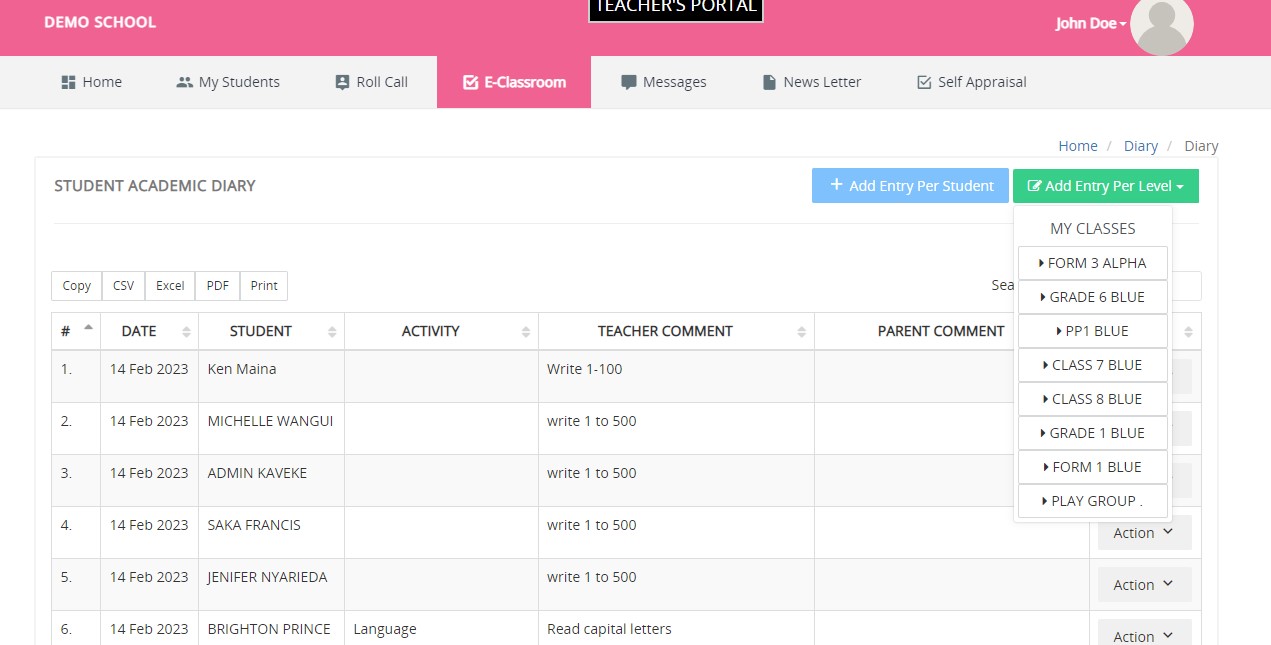 TEACHER'S PORTAL
DEMO SCHOOL
John Doe
Home My Students Roll Call E-Classroom Messages News Letter Self Appraisal
Home / Diary / Diary
STUDENT ACADEMIC DIARY
+ Add Entry Per Student
Add Entry Per Level
MY CLASSES
FORM 3 ALPHA
GRADE 6 BLUE
PP1 BLUE
CLASS 7 BLUE
CLASS 8 BLUE
GRADE 1 BLUE
FORM 1 BLUE
PLAY GROUP .
Copy CSV Excel PDF Print
Sea
# DATE STUDENT ACTIVITY TEACHER COMMENT PARENT COMMENT
1. 14 Feb 2023 Ken Maina Write 1-100
2. 14 Feb 2023 MICHELLE WANGUI write 1 to 500
3. 14 Feb 2023 ADMIN KAVEKE write 1 to 500
4. 14 Feb 2023 SAKA FRANCIS write 1 to 500 Action
5. 14 Feb 2023 JENIFER NYARIEDA write 1 to 500 Action
6. 14 Feb 2023 BRIGHTON PRINCE Language Read capital letters Action